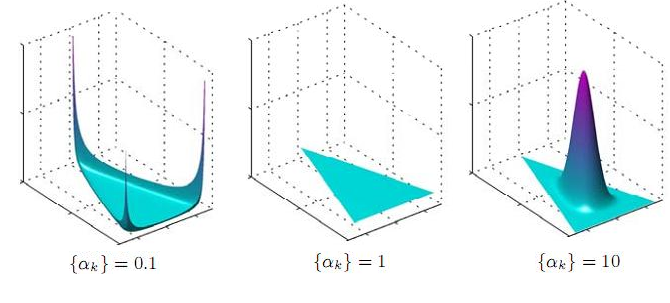 {αₖ} = 0.1
{αₖ} = 1
{αₖ} = 10